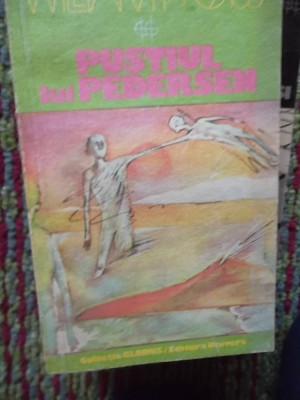 PUSTIUL
lui PEDERSEN
Colecția GLOBUS / Editura Univers